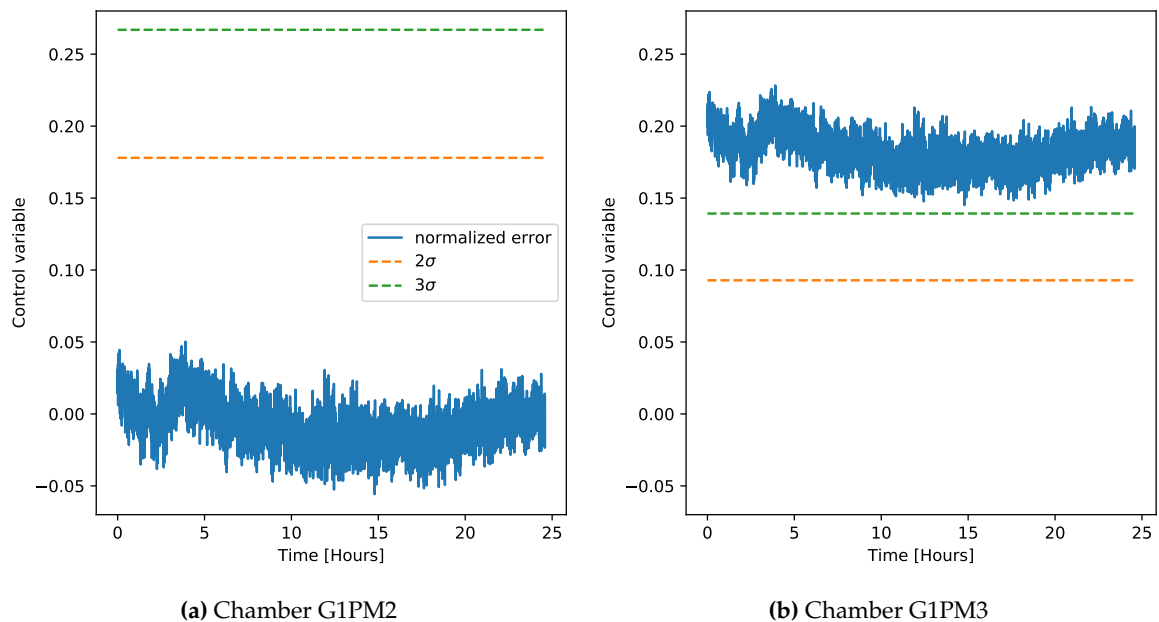 0.25
0.20
0.15
0.10
0.05
0.00
−0.05
Control variable
normalized error
2σ
3σ
0 5 10 15 20 25
Time [Hours]
(a) Chamber G1PM2
0.25
0.20
0.15
0.10
0.05
0.00
−0.05
Control variable
0 5 10 15 20 25
Time [Hours]
(b) Chamber G1PM3